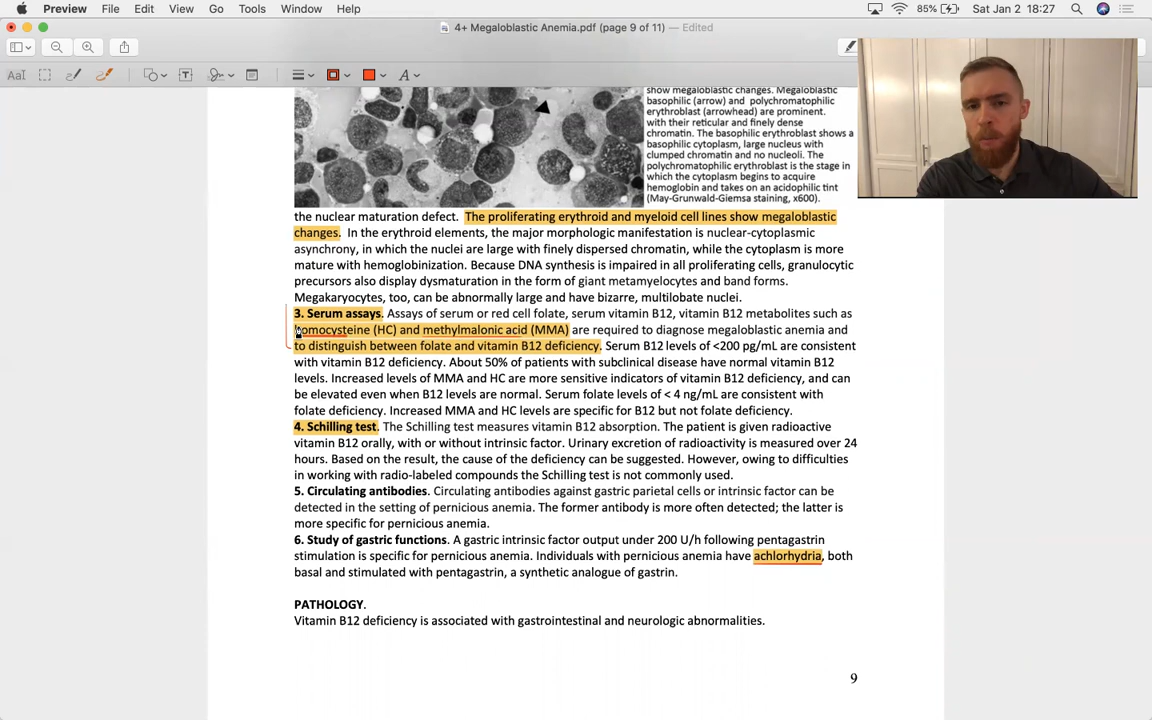 Preview File Edit View Go Tools Window Help 85% Sat Jan 2 18:27
4+ Megaloblastic Anemia.pdf (page 9 of 11) — Edited
AaI T A
show megaloblastic changes. Megaloblastic
basophilic (arrow) and polychromatophilic
erythroblast (arrowhead) are prominent.
with their reticular and finely dense
chromatin. The basophilic erythroblast shows a
basophilic cytoplasm, large nucleus with
clumped chromatin and no nucleoli. The
polychromatophilic erythroblast is the stage in
which the cytoplasm begins to acquire
hemoglobin and takes on an acidophilic tint
(May-Grunwald-Giemsa staining, x600).
the nuclear maturation defect. The proliferating erythroid and myeloid cell lines show megaloblastic
changes. In the erythroid elements, the major morphologic manifestation is nuclear-cytoplasmic
asynchrony, in which the nuclei are large with finely dispersed chromatin, while the cytoplasm is more
mature with hemoglobinization. Because DNA synthesis is impaired in all proliferating cells, granulocytic
precursors also display dysmaturation in the form of giant metamyelocytes and band forms.
Megakaryocytes, too, can be abnormally large and have bizarre, multilobate nuclei.
3. Serum assays. Assays of serum or red cell folate, serum vitamin B12, vitamin B12 metabolites such as
homocysteine (HC) and methylmalonic acid (MMA) are required to diagnose megaloblastic anemia and
to distinguish between folate and vitamin B12 deficiency. Serum B12 levels of <200 pg/mL are consistent
with vitamin B12 deficiency. About 50% of patients with subclinical disease have normal vitamin B12
levels. Increased levels of MMA and HC are more sensitive indicators of vitamin B12 deficiency, and can
be elevated even when B12 levels are normal. Serum folate levels of < 4 ng/mL are consistent with
folate deficiency. Increased MMA and HC levels are specific for B12 but not folate deficiency.
4. Schilling test. The Schilling test measures vitamin B12 absorption. The patient is given radioactive
vitamin B12 orally, with or without intrinsic factor. Urinary excretion of radioactivity is measured over 24
hours. Based on the result, the cause of the deficiency can be suggested. However, owing to difficulties
in working with radio-labeled compounds the Schilling test is not commonly used.
5. Circulating antibodies. Circulating antibodies against gastric parietal cells or intrinsic factor can be
detected in the setting of pernicious anemia. The former antibody is more often detected; the latter is
more specific for pernicious anemia.
6. Study of gastric functions. A gastric intrinsic factor output under 200 U/h following pentagastrin
stimulation is specific for pernicious anemia. Individuals with pernicious anemia have achlorhydria, both
basal and stimulated with pentagastrin, a synthetic analogue of gastrin.
PATHOLOGY.
Vitamin B12 deficiency is associated with gastrointestinal and neurologic abnormalities.
9